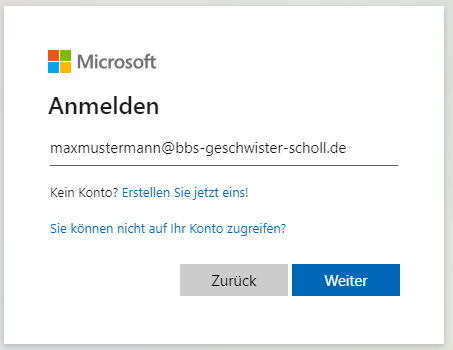 Microsoft
Anmelden
maxmustermann@bbs-geschwister-scholl.de
Kein Konto? Erstellen Sie jetzt eins!
Sie können nicht auf Ihr Konto zugreifen?
Zurück Weiter